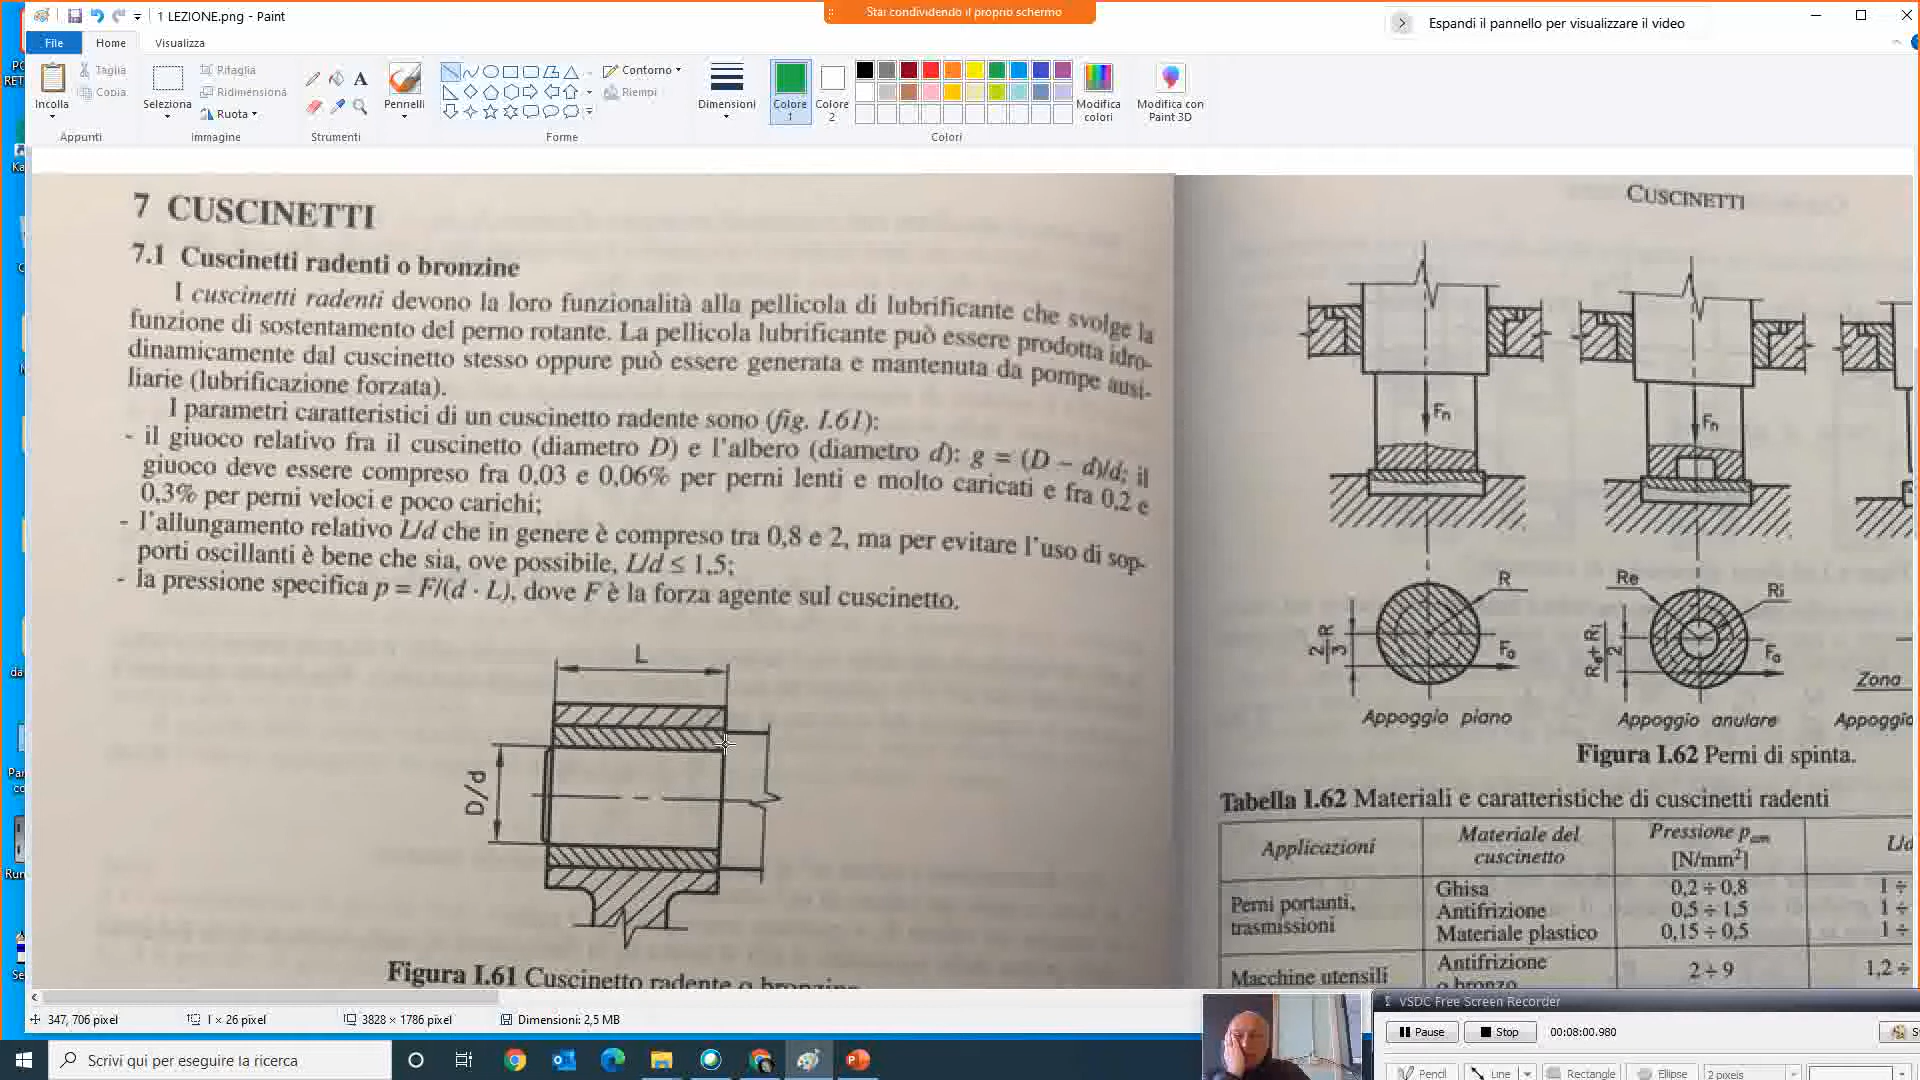 1 LEZIONE.png - Paint
Stai condividendo il proprio schermo
Espandi il pannello per visualizzare il video
File
Home
Visualizza
Incolla
Taglia
Copia
Appunti
Seleziona
Ritaglia
Ridimensiona
Ruota
Immagine
Strumenti
Pennelli
Contorno
Riempi
Forme
Dimensioni
Colore 1
Colore 2
Modifica colori
Modifica con Paint 3D
Colori
7 CUSCINETTI
7.1 Cuscinetti radenti o bronzine
I cuscinetti radenti devono la loro funzionalità alla pellicola di lubrificante che svolge la
funzione di sostentamento del perno rotante. La pellicola lubrificante può essere prodotta idro-
dinamicamente dal cuscinetto stesso oppure può essere generata e mantenuta da pompe ausi-
liarie (lubrificazione forzata).
I parametri caratteristici di un cuscinetto radente sono (fig. I.61):
- il giuoco relativo fra il cuscinetto (diametro D) e l'albero (diametro d): g = (D – d)/d; il
giuoco deve essere compreso fra 0,03 e 0,06% per perni lenti e molto caricati e fra 0,2 e
0,3% per perni veloci e poco carichi;
- l'allungamento relativo L/d che in genere è compreso tra 0,8 e 2, ma per evitare l'uso di sop-
porti oscillanti è bene che sia, ove possibile, L/d ≤ 1,5;
- la pressione specifica p = F/(d · L), dove F è la forza agente sul cuscinetto.
L
D/d
Figura I.61 Cuscinetto radente o bronzina
CUSCINETTI
Fn
Fn
R
2/3 R
Fa
Re
Ri
Re + Ri
2
Fa
Zona
Appoggio piano
Appoggio anulare
Appoggio
Figura I.62 Perni di spinta.
Tabella I.62 Materiali e caratteristiche di cuscinetti radenti
Applicazioni
Materiale del cuscinetto
Pressione pam [N/mm²]
L/d
Perni portanti, trasmissioni
Ghisa
0,2 ÷ 0,8
1 ÷
Antifrizione
0,5 ÷ 1,5
1 ÷
Materiale plastico
0,15 ÷ 0,5
1 ÷
Macchine utensili
Antifrizione
o bronzo
2 ÷ 9
1,2 ÷
347, 706 pixel
1 × 26 pixel
3828 × 1786 pixel
Dimensioni: 2,5 MB
VSDC Free Screen Recorder
Pause
Stop
00:08:00.980
Pencil
Line
Rectangle
Ellipse
2 pixels
Scrivi qui per eseguire la ricerca